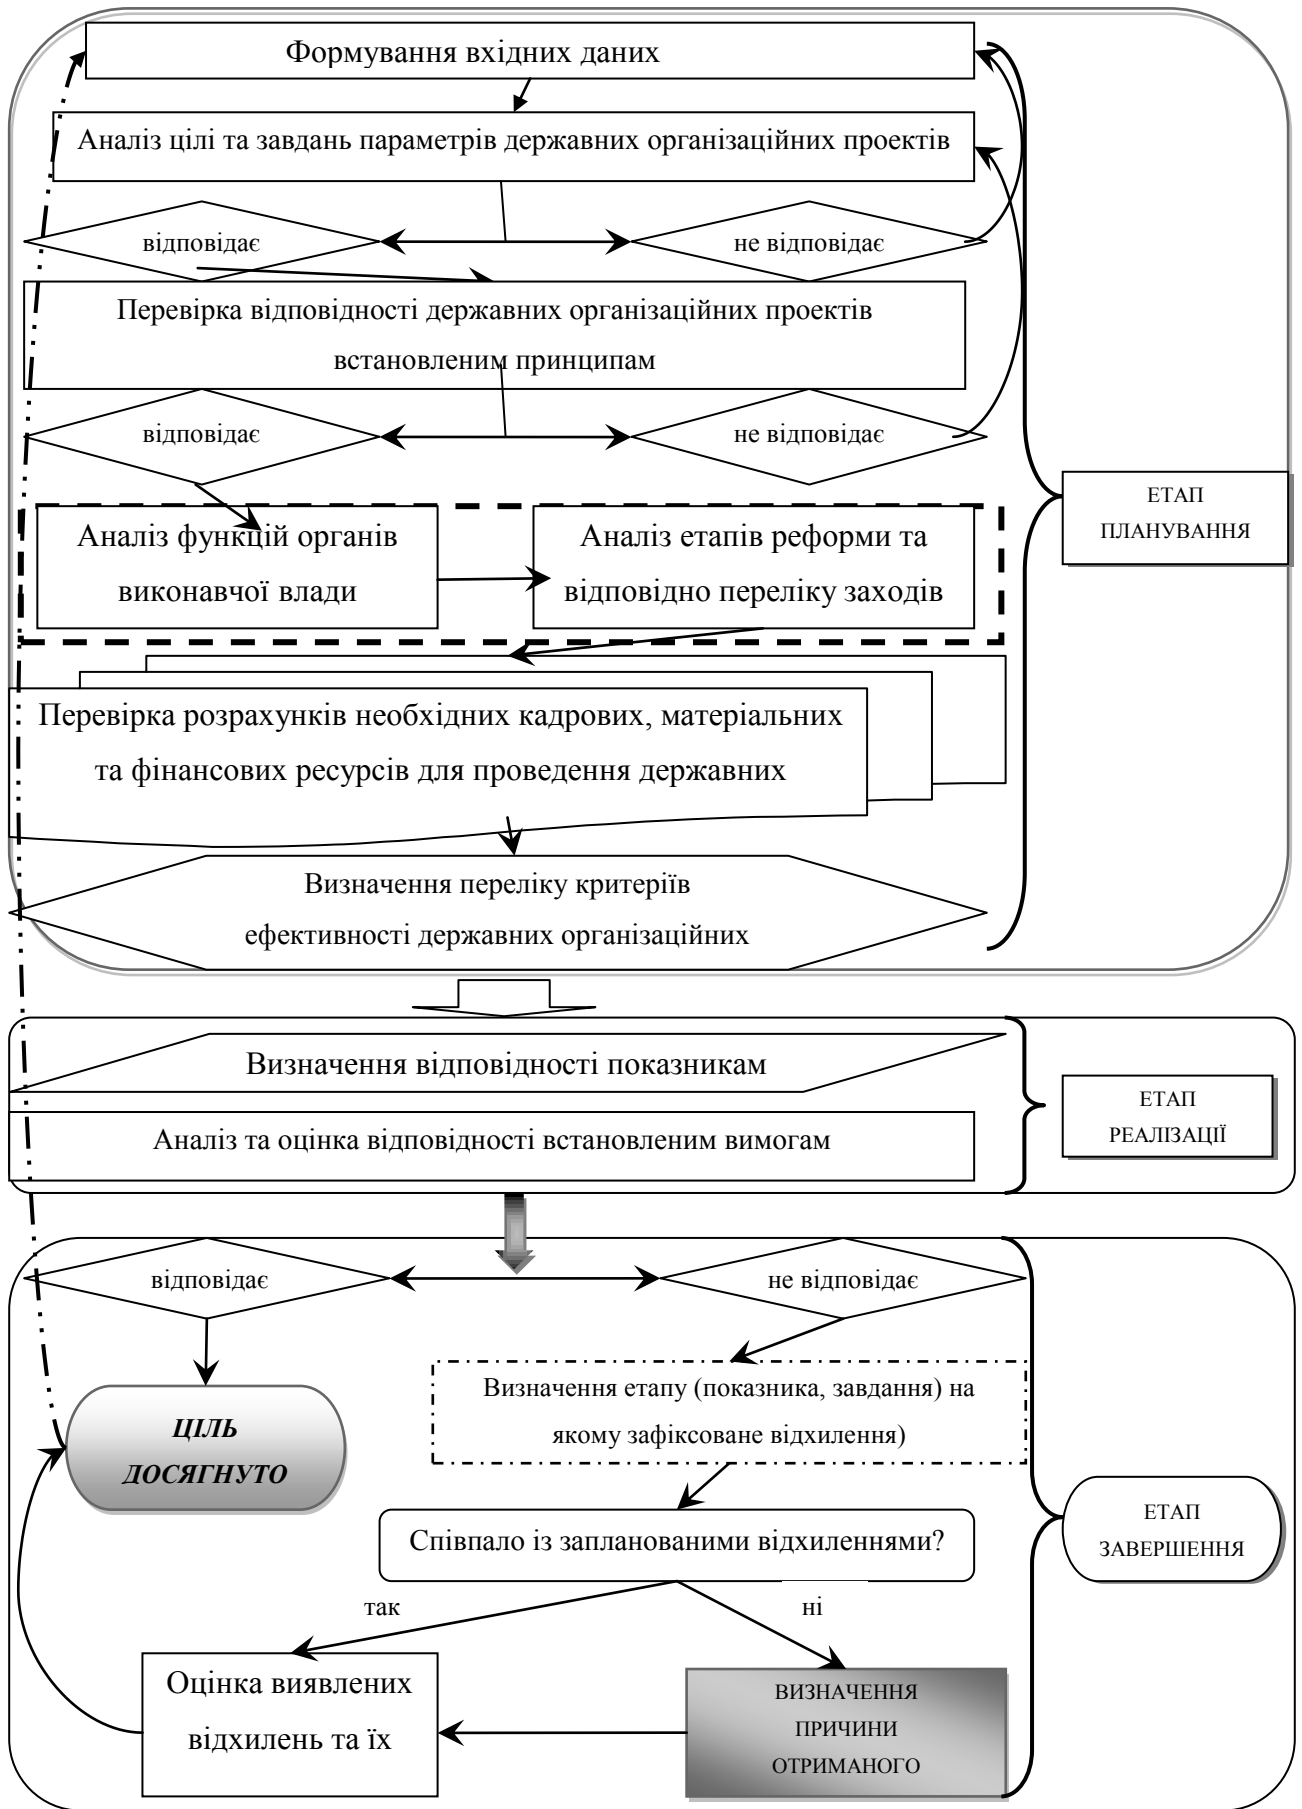 Формування вхідних даних
Аналіз цілі та завдань параметрів державних організаційних проектів
відповідає
не відповідає
Перевірка відповідності державних організаційних проектів
встановленим принципам
відповідає
не відповідає
ЕТАП
ПЛАНУВАННЯ
Аналіз функцій органів
виконавчої влади
Аналіз етапів реформи та
відповідно переліку заходів
Перевірка розрахунків необхідних кадрових, матеріальних
та фінансових ресурсів для проведення державних
Визначення переліку критеріїв
ефективності державних організаційних
Визначення відповідності показникам
Аналіз та оцінка відповідності встановленим вимогам
ЕТАП
РЕАЛІЗАЦІЇ
відповідає
не відповідає
Визначення етапу (показника, завдання) на
якому зафіксоване відхилення)
ЦІЛЬ
ДОСЯГНУТО
Співпало із запланованими відхиленнями?
ЕТАП
ЗАВЕРШЕННЯ
так
ні
Оцінка виявлених
відхилень та їх
ВИЗНАЧЕННЯ
ПРИЧИНИ
ОТРИМАНОГО